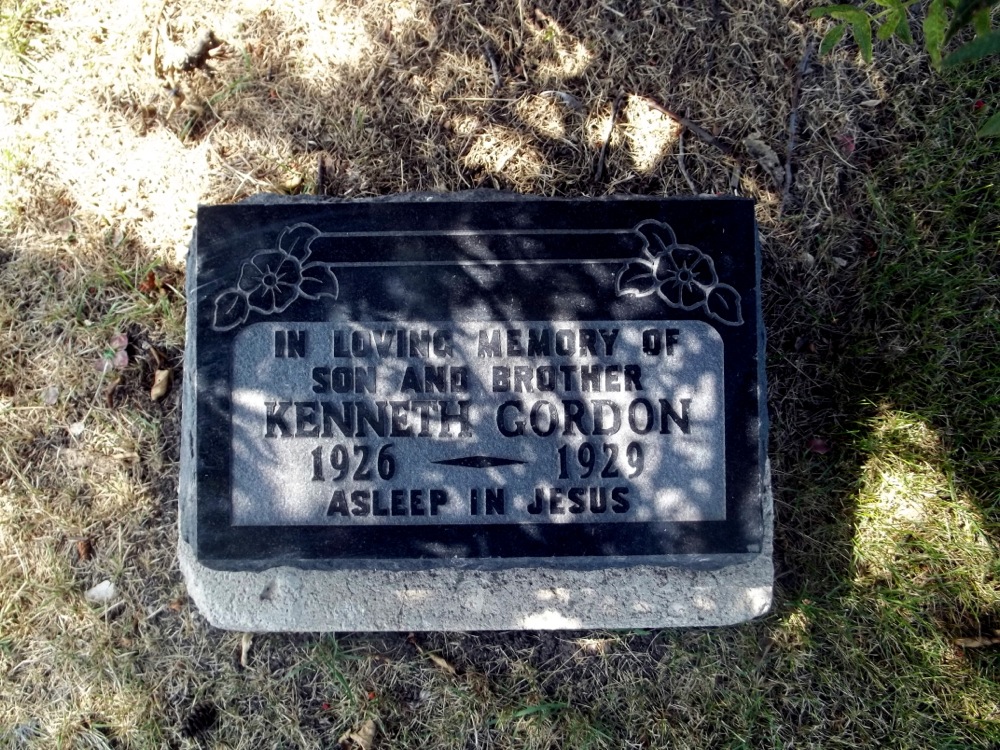 IN LOVING MEMORY OF
SON AND BROTHER
KENNETH GORDON
1926 1929
ASLEEP IN JESUS